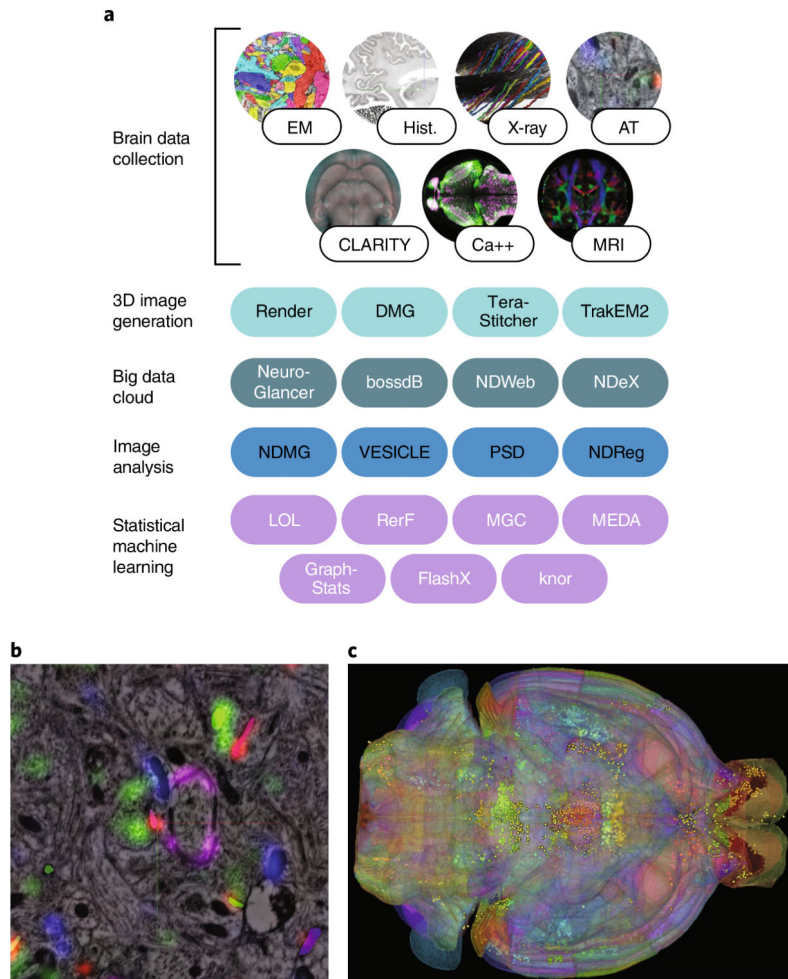 a
Brain data
collection
EM
Hist.
X-ray
AT
CLARITY
Ca++
MRI
3D image
generation
Render
DMG
Tera-
Stitcher
TrakEM2
Big data
cloud
Neuro-
Glancer
bossdB
NDWeb
NDeX
Image
analysis
NDMG
VESICLE
PSD
NDReg
Statistical
machine
learning
LOL
RerF
MGC
MEDA
Graph-
Stats
FlashX
knor
b
c